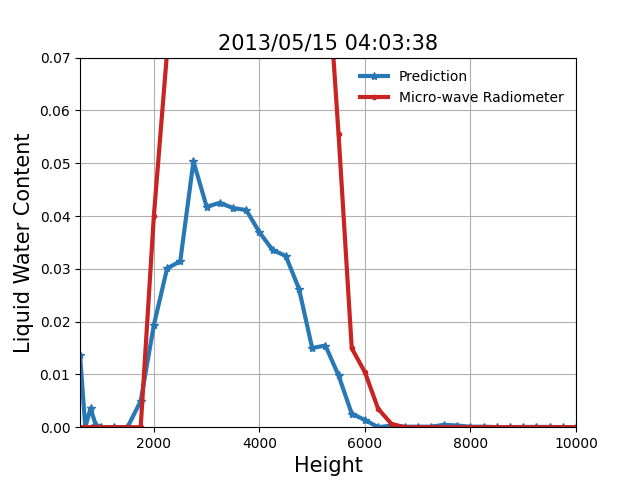 2013/05/15 04:03:38
0.07
0.06
0.05
0.04
0.03
0.02
0.01
0.00
Liquid Water Content
Prediction
Micro-wave Radiometer
2000 4000 6000 8000 10000
Height